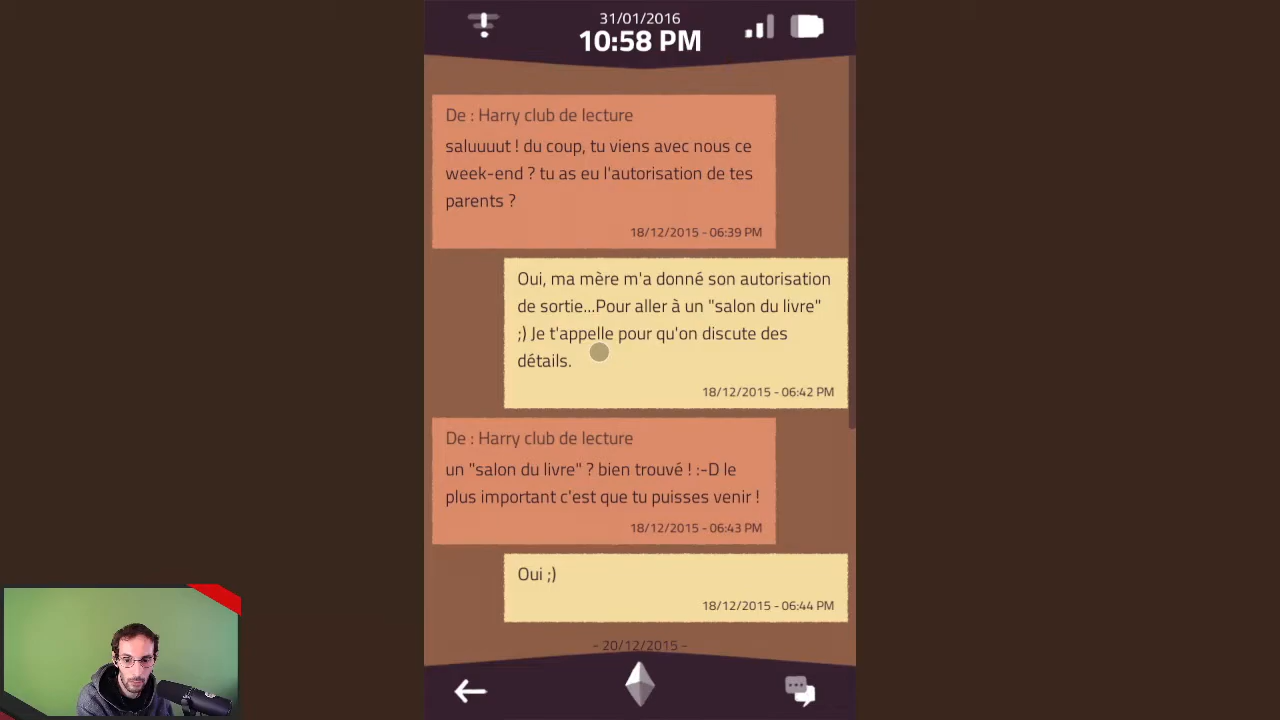 31/01/2016
10:58 PM
De : Harry club de lecture
saluuuut ! du coup, tu viens avec nous ce
week-end ? tu as eu l'autorisation de tes
parents ?
18/12/2015 - 06:39 PM
Oui, ma mère m'a donné son autorisation
de sortie...Pour aller à un "salon du livre"
;) Je t'appelle pour qu'on discute des
détails.
18/12/2015 - 06:42 PM
De : Harry club de lecture
un "salon du livre" ? bien trouvé ! :-D le
plus important c'est que tu puisses venir !
18/12/2015 - 06:43 PM
Oui ;)
18/12/2015 - 06:44 PM
- 20/12/2015 -